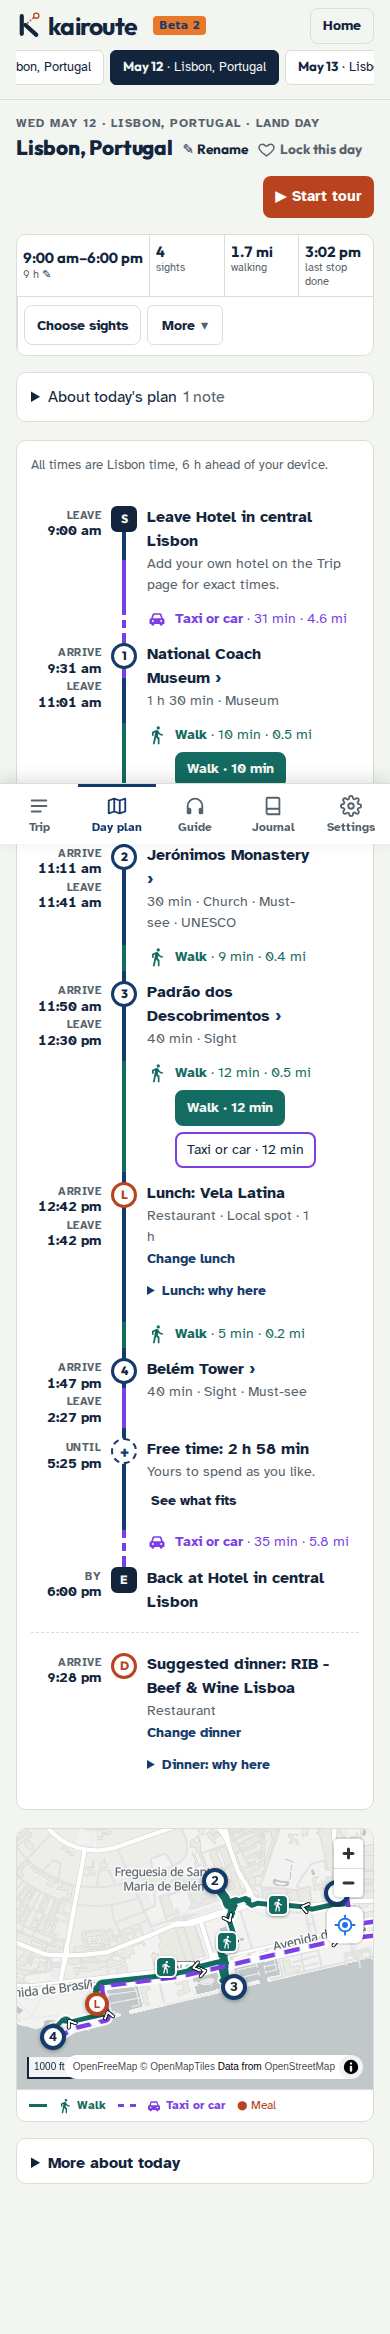 kairoute Beta 2 Home
bon, Portugal May 12 · Lisbon, Portugal May 13 · Lisb
WED MAY 12 · LISBON, PORTUGAL · LAND DAY
Lisbon, Portugal ✎ Rename Lock this day
▶ Start tour
9:00 am–6:00 pm 4 1.7 mi 3:02 pm
9 h ✎ sights walking last stop
done
Choose sights More ▾
▶ About today's plan 1 note
All times are Lisbon time, 6 h ahead of your device.
LEAVE
9:00 am
S
Leave Hotel in central
Lisbon
Add your own hotel on the Trip
page for exact times.
Taxi or car · 31 min · 4.6 mi
ARRIVE
9:31 am
LEAVE
11:01 am
1
National Coach
Museum ›
1 h 30 min · Museum
Walk · 10 min · 0.5 mi
Walk · 10 min
Trip Day plan Guide Journal Settings
ARRIVE
11:11 am
LEAVE
11:41 am
2
Jerónimos Monastery
›
30 min · Church · Must-
see · UNESCO
Walk · 9 min · 0.4 mi
ARRIVE
11:50 am
LEAVE
12:30 pm
3
Padrão dos
Descobrimentos ›
40 min · Sight
Walk · 12 min · 0.5 mi
Walk · 12 min
Taxi or car · 12 min
ARRIVE
12:42 pm
LEAVE
1:42 pm
L
Lunch: Vela Latina
Restaurant · Local spot · 1
h
Change lunch
▶ Lunch: why here
Walk · 5 min · 0.2 mi
ARRIVE
1:47 pm
LEAVE
2:27 pm
4
Belém Tower ›
40 min · Sight · Must-see
UNTIL
5:25 pm
+
Free time: 2 h 58 min
Yours to spend as you like.
See what fits
Taxi or car · 35 min · 5.8 mi
BY
6:00 pm
E
Back at Hotel in central
Lisbon
ARRIVE
9:28 pm
D
Suggested dinner: RIB -
Beef & Wine Lisboa
Restaurant
Change dinner
▶ Dinner: why here
Freguesia de San
Maria de Belém
2
+
−
Avenida d
nida de Brasíl
3
L
4
1000 ft OpenFreeMap © OpenMapTiles Data from OpenStreetMap
Walk Taxi or car Meal
▶ More about today